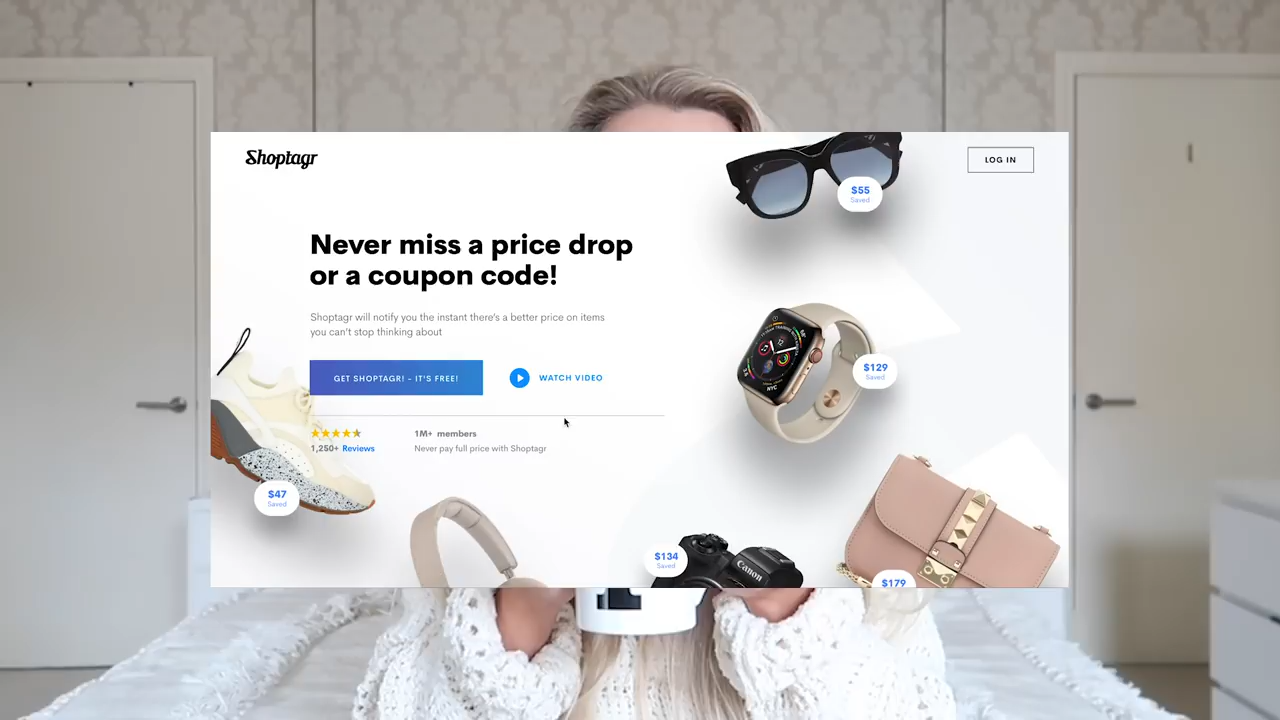 Shoptagr
LOG IN
$55
Saved
Never miss a price drop
or a coupon code!
Shoptagr will notify you the instant there's a better price on items
you can't stop thinking about
GET SHOPTAGR! - IT'S FREE!
WATCH VIDEO
$129
Saved
1,250+ Reviews
1M+ members
Never pay full price with Shoptagr
$47
Saved
$134
Saved
Canon
$179